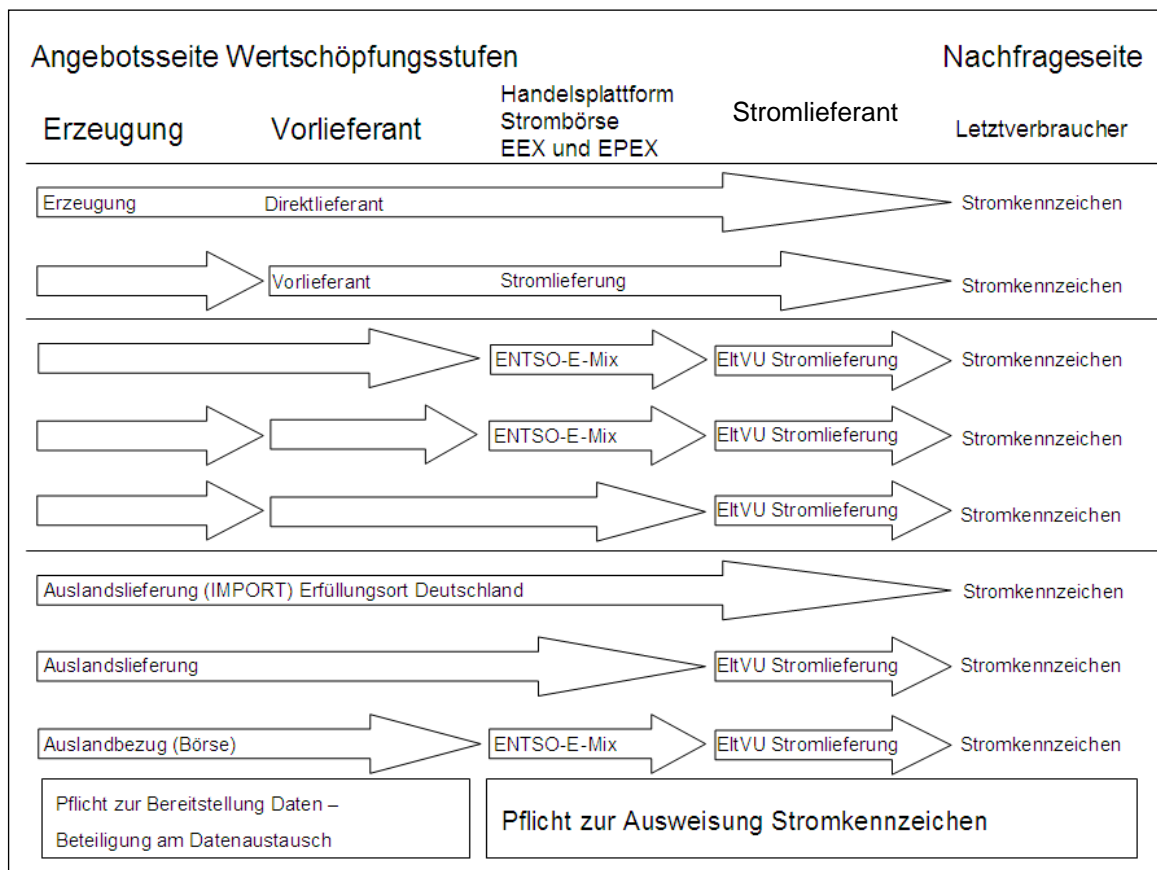 Angebotsseite Wertschöpfungsstufen
Nachfrageseite
Erzeugung
Vorlieferant
Handelsplattform
Strombörse
EEX und EPEX
Stromlieferant
Letztverbraucher
Erzeugung
Direktlieferant
Stromkennzeichen
Vorlieferant
Stromlieferung
Stromkennzeichen
ENTSO-E-Mix
EltVU Stromlieferung
Stromkennzeichen
ENTSO-E-Mix
EltVU Stromlieferung
Stromkennzeichen
EltVU Stromlieferung
Stromkennzeichen
Auslandslieferung (IMPORT) Erfüllungsort Deutschland
Stromkennzeichen
Auslandslieferung
EltVU Stromlieferung
Stromkennzeichen
Auslandbezug (Börse)
ENTSO-E-Mix
EltVU Stromlieferung
Stromkennzeichen
Pflicht zur Bereitstellung Daten –
Beteiligung am Datenaustausch
Pflicht zur Ausweisung Stromkennzeichen